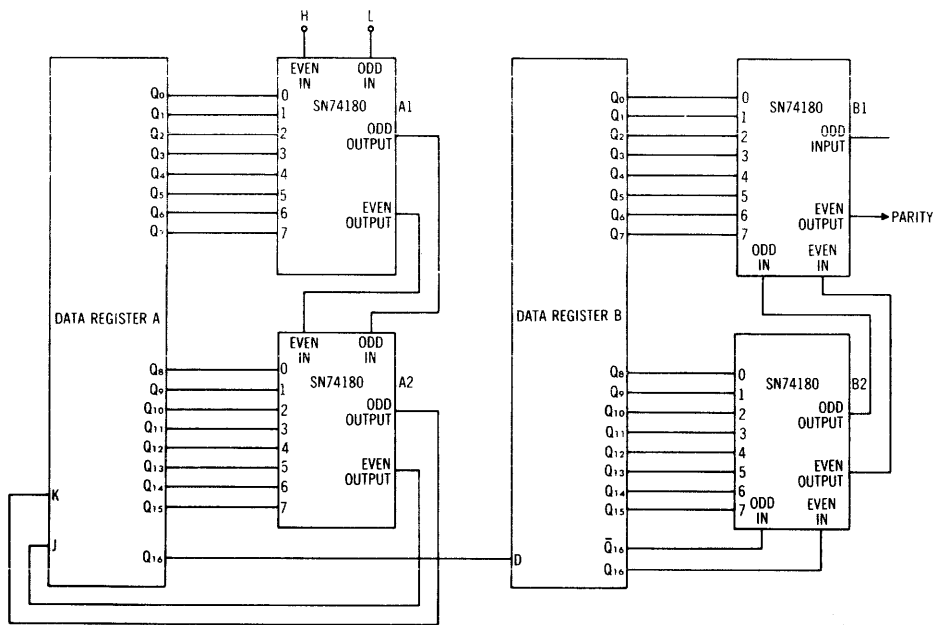 H
L
EVEN IN
ODD IN
SN74180
A1
Q₀
Q₁
Q₂
Q₃
Q₄
Q₅
Q₆
Q₇
0
1
2
3
4
5
6
7
ODD OUTPUT
EVEN OUTPUT
DATA REGISTER A
EVEN IN
ODD IN
SN74180
A2
Q₈
Q₉
Q₁₀
Q₁₁
Q₁₂
Q₁₃
Q₁₄
Q₁₅
0
1
2
3
4
5
6
7
ODD OUTPUT
EVEN OUTPUT
K
J
Q₁₆
D
DATA REGISTER B
Q₀
Q₁
Q₂
Q₃
Q₄
Q₅
Q₆
Q₇
0
1
2
3
4
5
6
7
SN74180
B1
ODD INPUT
EVEN OUTPUT
PARITY
ODD IN
EVEN IN
Q₈
Q₉
Q₁₀
Q₁₁
Q₁₂
Q₁₃
Q₁₄
Q₁₅
0
1
2
3
4
5
6
7
SN74180
B2
ODD OUTPUT
EVEN OUTPUT
ODD IN
EVEN IN
Q̅₁₆
Q₁₆